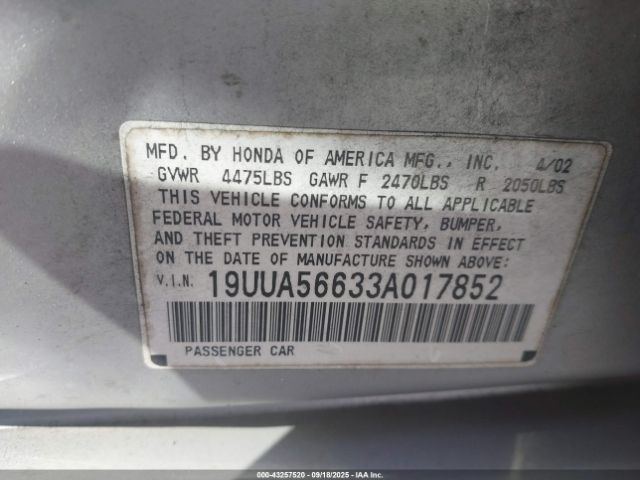 MFD. BY HONDA OF AMERICA MFG., INC. 4/02
GVWR 4475LBS GAWR F 2470LBS R 2050LBS
THIS VEHICLE CONFORMS TO ALL APPLICABLE
FEDERAL MOTOR VEHICLE SAFETY, BUMPER,
AND THEFT PREVENTION STANDARDS IN EFFECT
ON THE DATE OF MANUFACTURE SHOWN ABOVE:
V.I.N. 19UUA56633A017852
PASSENGER CAR
000-43257520 | 09/18/2025 | IAA Inc.